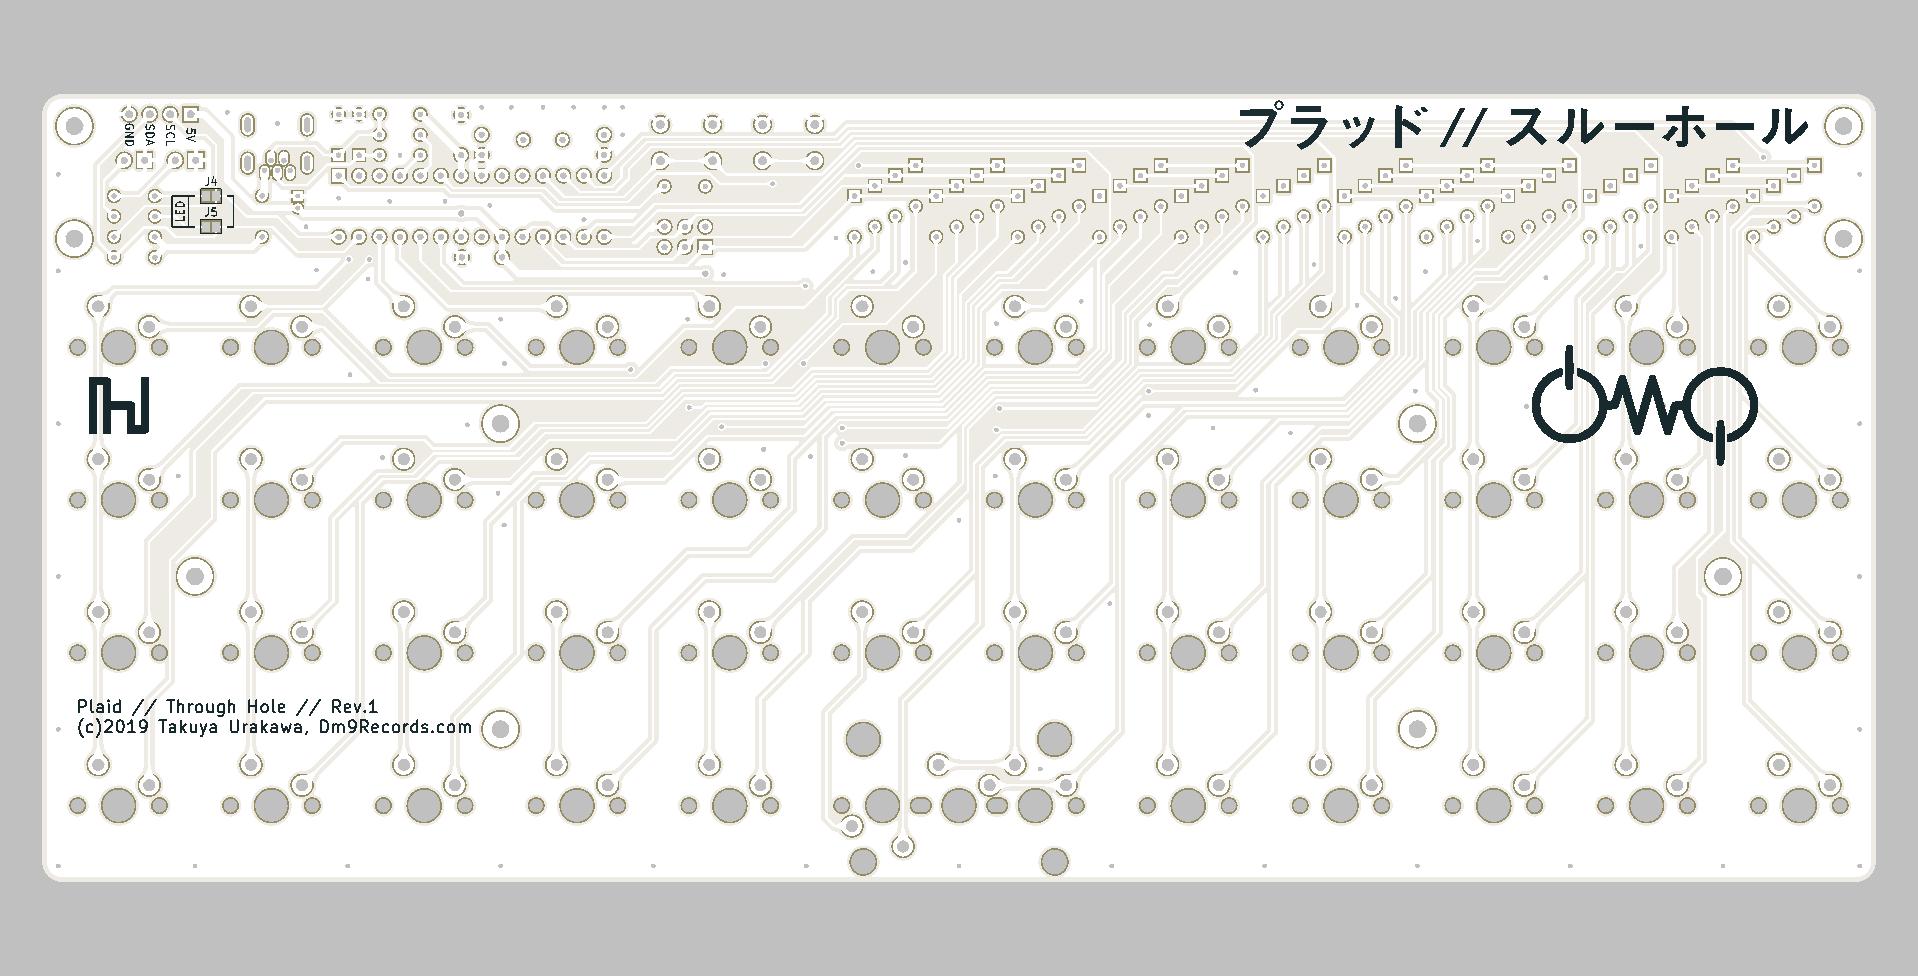 プラッド // スルーホール
GND
SDA
SCL
5V
J4
LED
J5
Plaid // Through Hole // Rev.1
(c)2019 Takuya Urakawa, Dm9Records.com